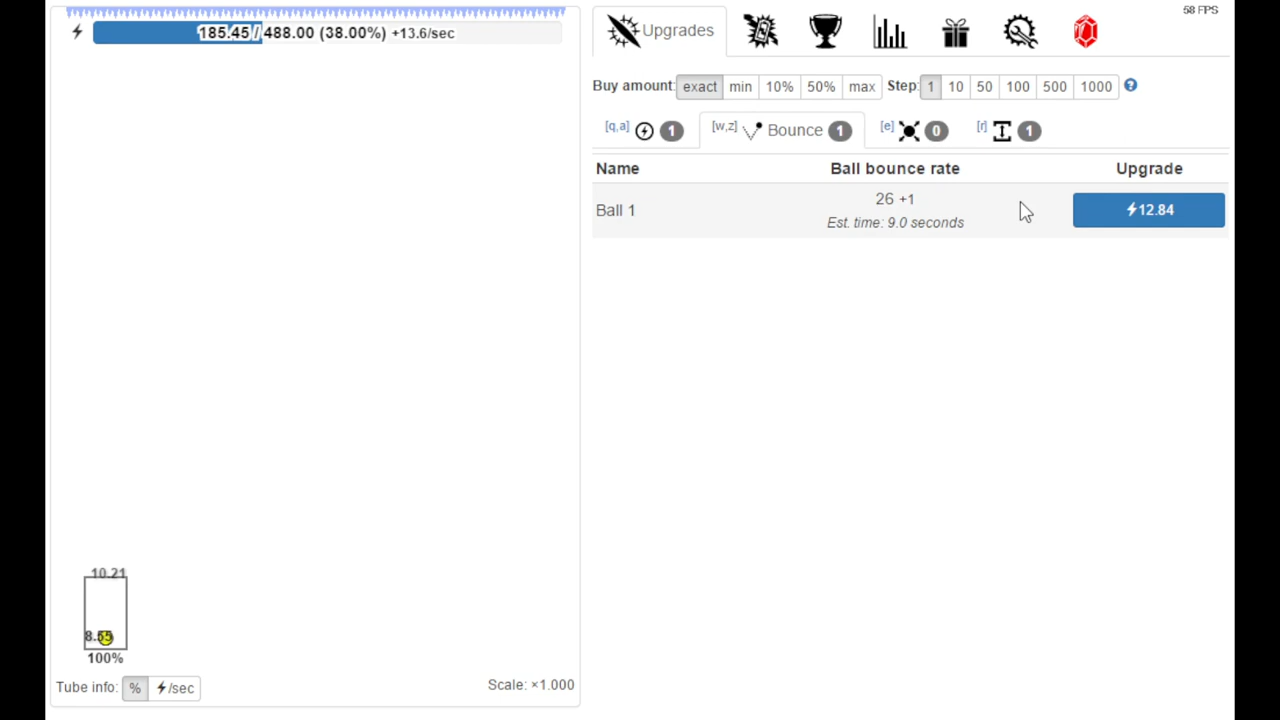 58 FPS
185.45 / 488.00 (38.00%) +13.6/sec
Upgrades
Buy amount: exact min 10% 50% max Step: 1 10 50 100 500 1000 ?
[q,a] 1 [w,z] Bounce 1 [e] 0 [r] 1
Name Ball bounce rate Upgrade
Ball 1 26 +1 12.84
Est. time: 9.0 seconds
10.21
8.55
100%
Tube info: % /sec Scale: ×1.000